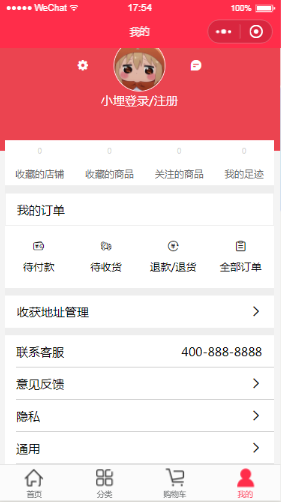 WeChat 17:54 100%
我的
小埋登录/注册
0 0 0 0
收藏的店铺 收藏的商品 关注的商品 我的足迹
我的订单
待付款 待收货 退款/退货 全部订单
收获地址管理
联系客服 400-888-8888
意见反馈
隐私
通用
首页 分类 购物车 我的